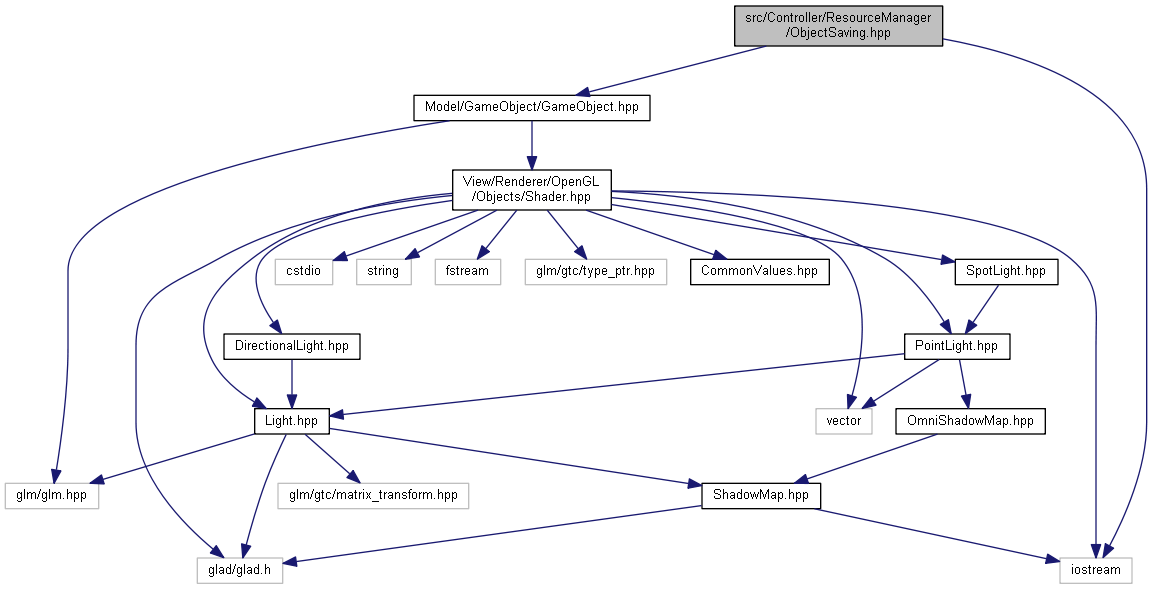 src/Controller/ResourceManager
/ObjectSaving.hpp
Model/GameObject/GameObject.hpp
View/Renderer/OpenGL
/Objects/Shader.hpp
cstdio
string
fstream
glm/gtc/type_ptr.hpp
CommonValues.hpp
SpotLight.hpp
DirectionalLight.hpp
PointLight.hpp
Light.hpp
vector
OmniShadowMap.hpp
glm/glm.hpp
glm/gtc/matrix_transform.hpp
ShadowMap.hpp
glad/glad.h
iostream